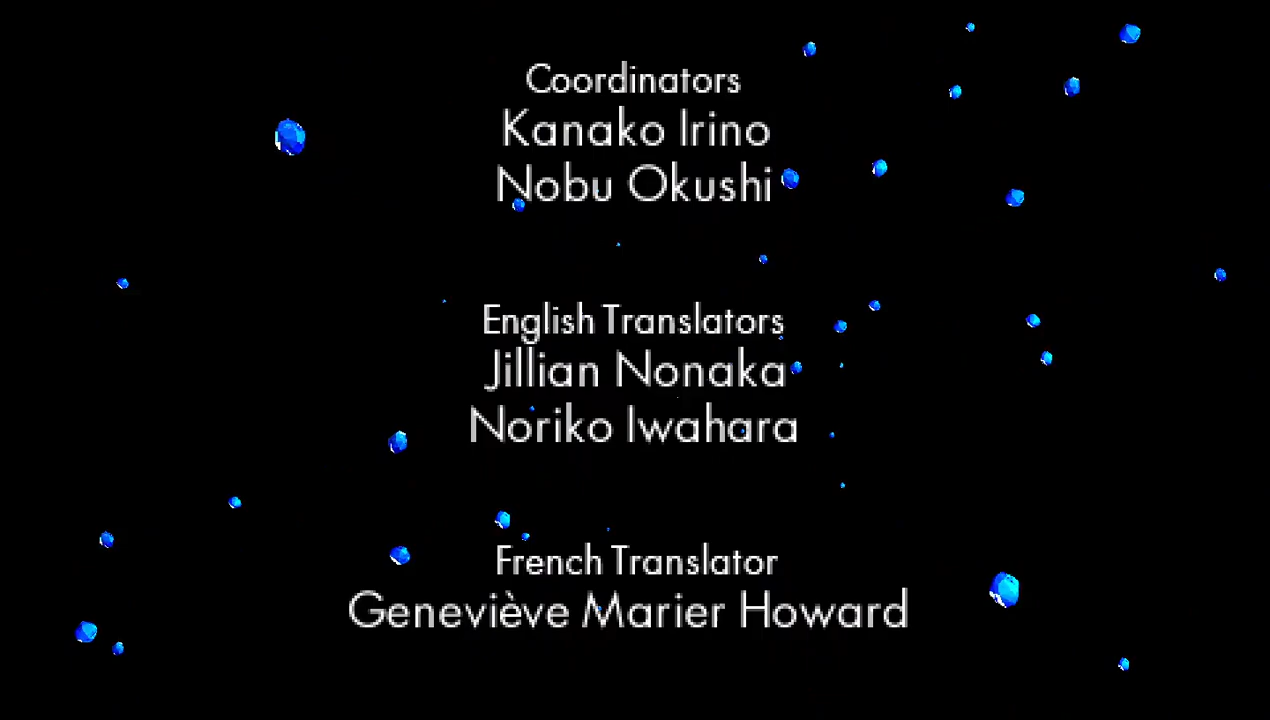 Coordinators
Kanako Irino
Nobu Okushi
English Translators
Jillian Nonaka
Noriko Iwahara
French Translator
Geneviève Marier Howard